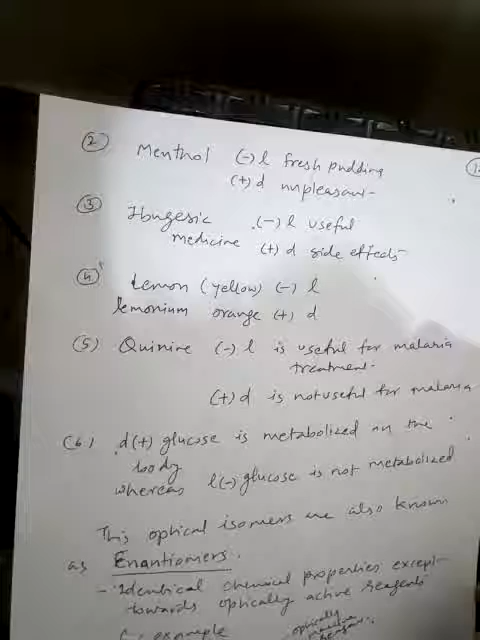 (2) Menthol (-) l fresh pudding
(+) d unpleasant
(3) Ibugesic (-) l useful
medicine (+) d side effects
(4) Lemon (yellow) (-) l
lemonium orange (+) d
(5) Quinine (-) l is useful for malaria
treatment.
(+) d is not useful for malaria
(6) d(+) glucose is metabolized in the
body
whereas l(-) glucose is not metabolized
This optical isomers are also known
as Enantiomers.
- Identical chemical properties except
towards optically active reagents
example
optically